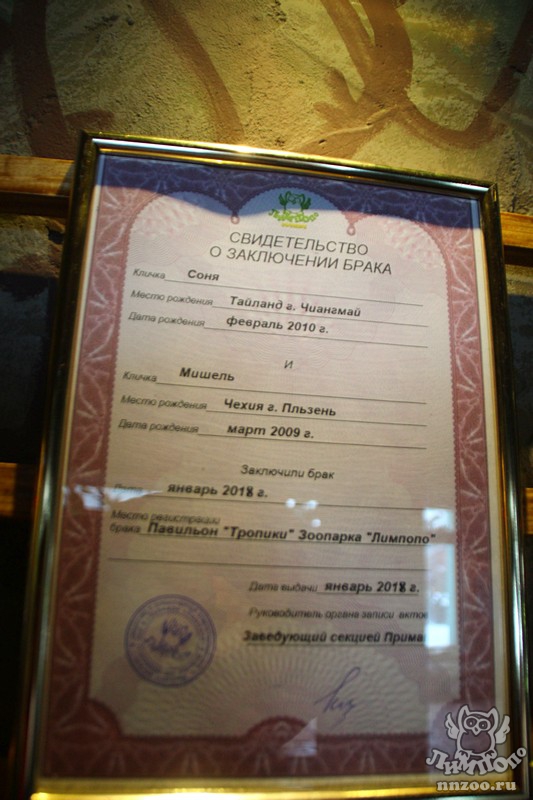 Лимпопо
СВИДЕТЕЛЬСТВО
О ЗАКЛЮЧЕНИИ БРАКА
Кличка Соня
Место рождения Тайланд г. Чиангмай
Дата рождения февраль 2010 г.
И
Кличка Мишель
Место рождения Чехия г. Пльзень
Дата рождения март 2009 г.
Заключили брак
январь 2018 г.
Место регистрации
брака Павильон "Тропики" Зоопарка "Лимпопо"
Дата выдачи январь 2018 г.
Руководитель органа записи актов
Заведующий секцией Прима
Лимпопо
nnzoo.ru